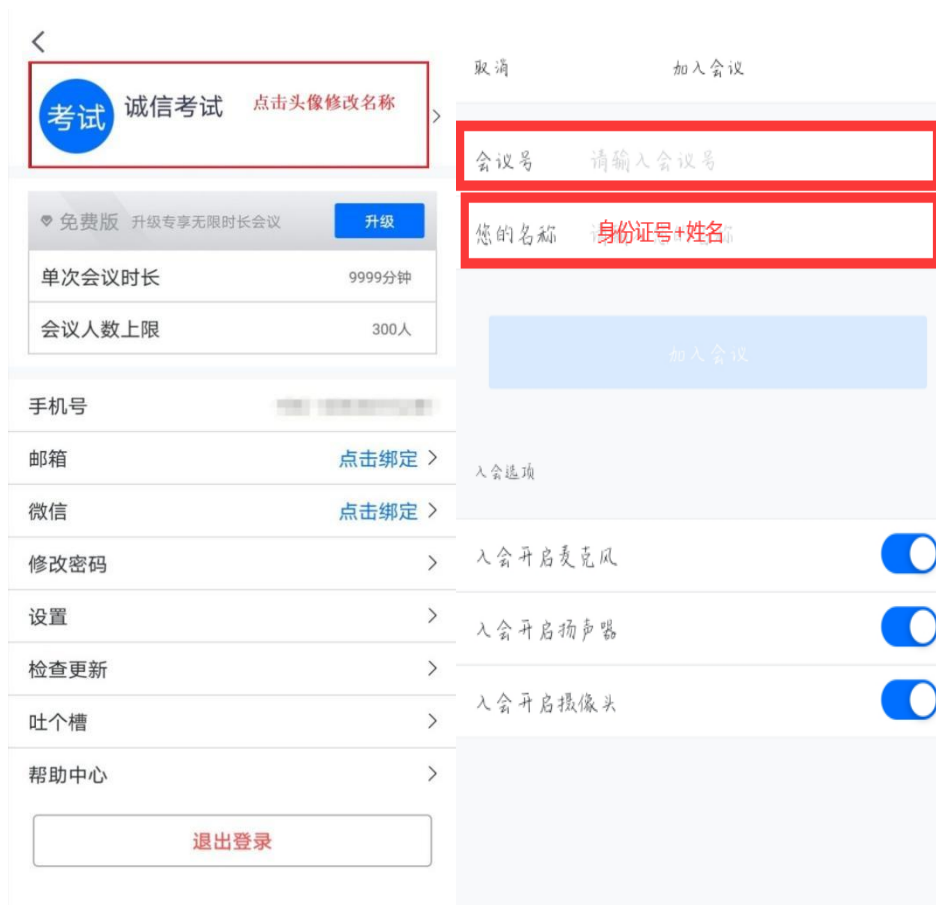 考试
诚信考试
点击头像修改名称
免费版 升级专享无限时长会议 升级
单次会议时长 9999分钟
会议人数上限 300人
手机号
邮箱 点击绑定
微信 点击绑定
修改密码
设置
检查更新
吐个槽
帮助中心
退出登录
取消 加入会议
会议号 请输入会议号
您的名称 身份证号+姓名
加入会议
入会选项
入会开启麦克风
入会开启扬声器
入会开启摄像头